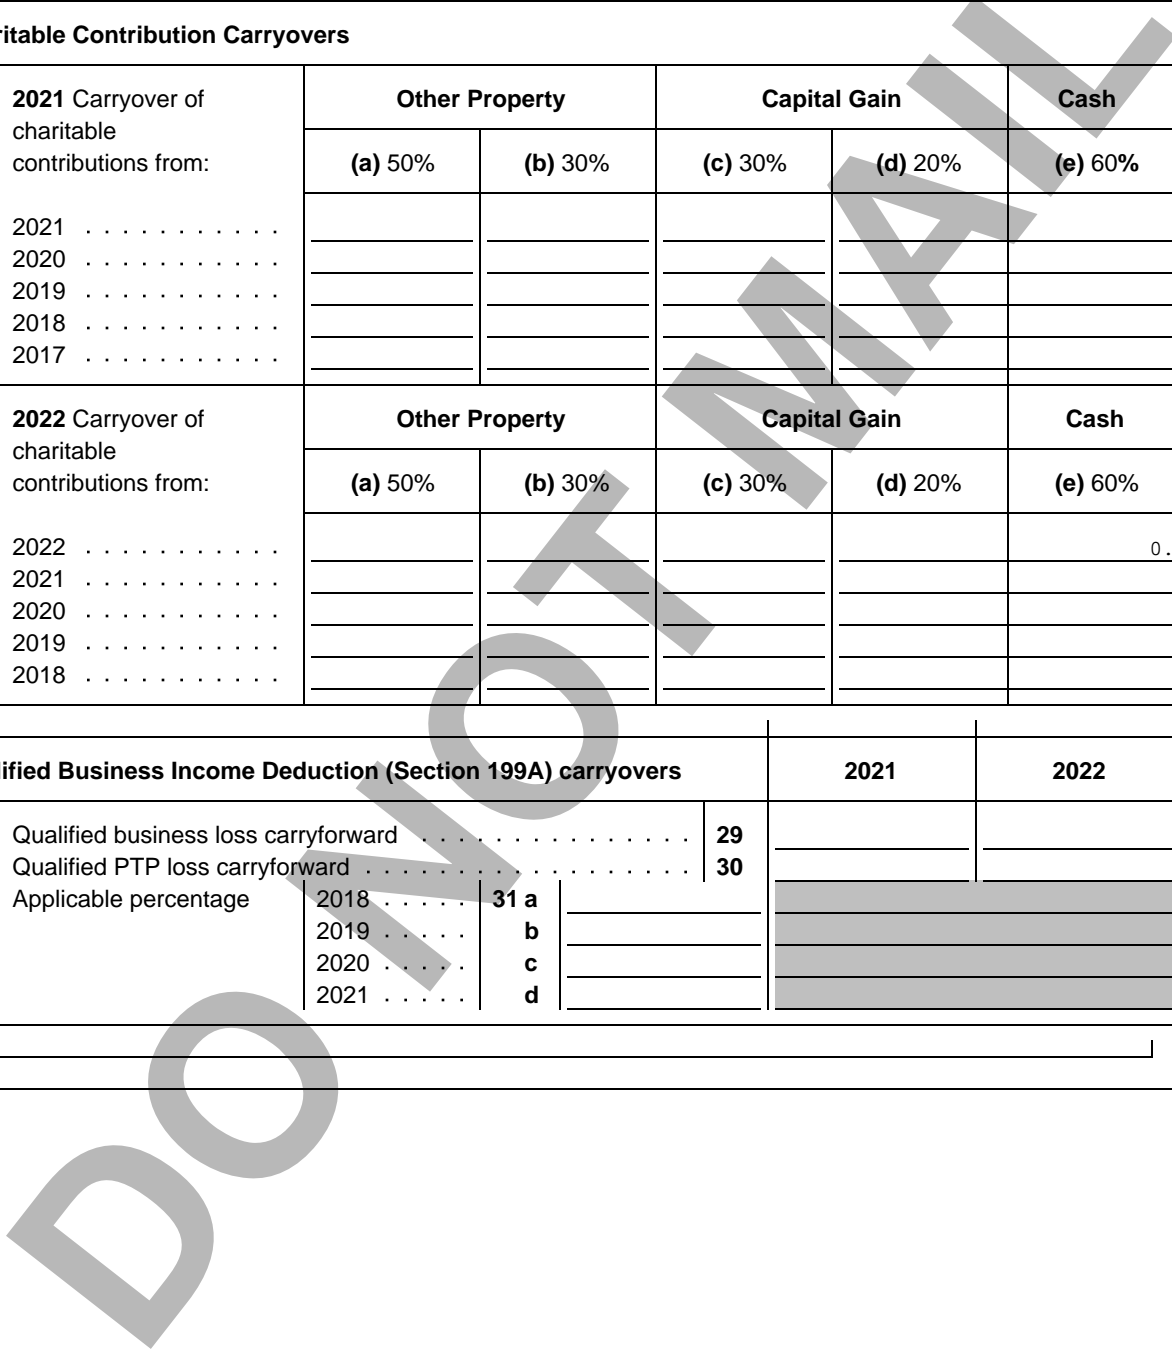 ritable Contribution Carryovers
2021 Carryover of charitable contributions from:
Other Property Capital Gain Cash
(a) 50% (b) 30% (c) 30% (d) 20% (e) 60%
2021 . . . . . . . . . . .
2020 . . . . . . . . . . .
2019 . . . . . . . . . . .
2018 . . . . . . . . . . .
2017 . . . . . . . . . . .
2022 Carryover of charitable contributions from:
Other Property Capital Gain Cash
(a) 50% (b) 30% (c) 30% (d) 20% (e) 60%
2022 . . . . . . . . . . . 0.
2021 . . . . . . . . . . .
2020 . . . . . . . . . . .
2019 . . . . . . . . . . .
2018 . . . . . . . . . . .
lified Business Income Deduction (Section 199A) carryovers 2021 2022
Qualified business loss carryforward . . . . . . . . . . . . . . . 29
Qualified PTP loss carryforward . . . . . . . . . . . . . . . . . . 30
Applicable percentage 2018 . . . . . 31 a
2019 . . . . . b
2020 . . . . . c
2021 . . . . . d
DO NOT MAIL